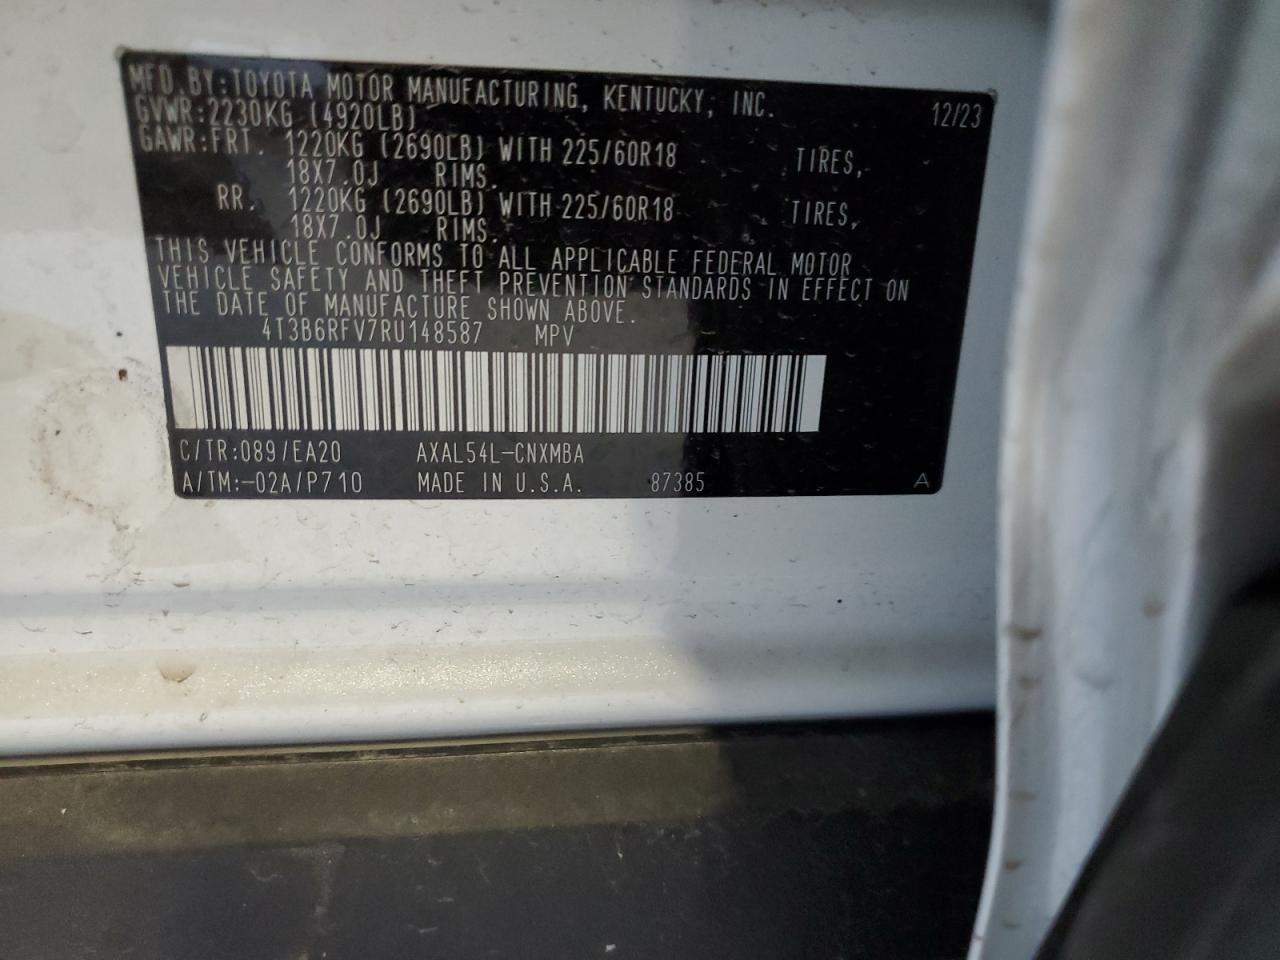 MFD.BY:TOYOTA MOTOR MANUFACTURING, KENTUCKY, INC. 12/23
GVWR:2230KG (4920LB)
GAWR:FRT. 1220KG (2690LB) WITH 225/60R18 TIRES,
18X7.0J RIMS.
RR. 1220KG (2690LB) WITH 225/60R18 TIRES,
18X7.0J RIMS.
THIS VEHICLE CONFORMS TO ALL APPLICABLE FEDERAL MOTOR
VEHICLE SAFETY AND THEFT PREVENTION STANDARDS IN EFFECT ON
THE DATE OF MANUFACTURE SHOWN ABOVE.
4T3B6RFV7RU148587 MPV
C/TR:089/EA20 AXAL54L-CNXMBA
A/TM:-02A/P710 MADE IN U.S.A. 87385 A